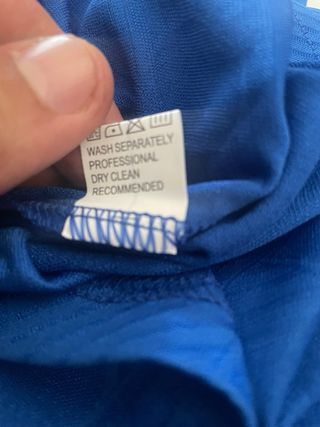 WASH SEPARATELY
PROFESSIONAL
DRY CLEAN
RECOMMENDED